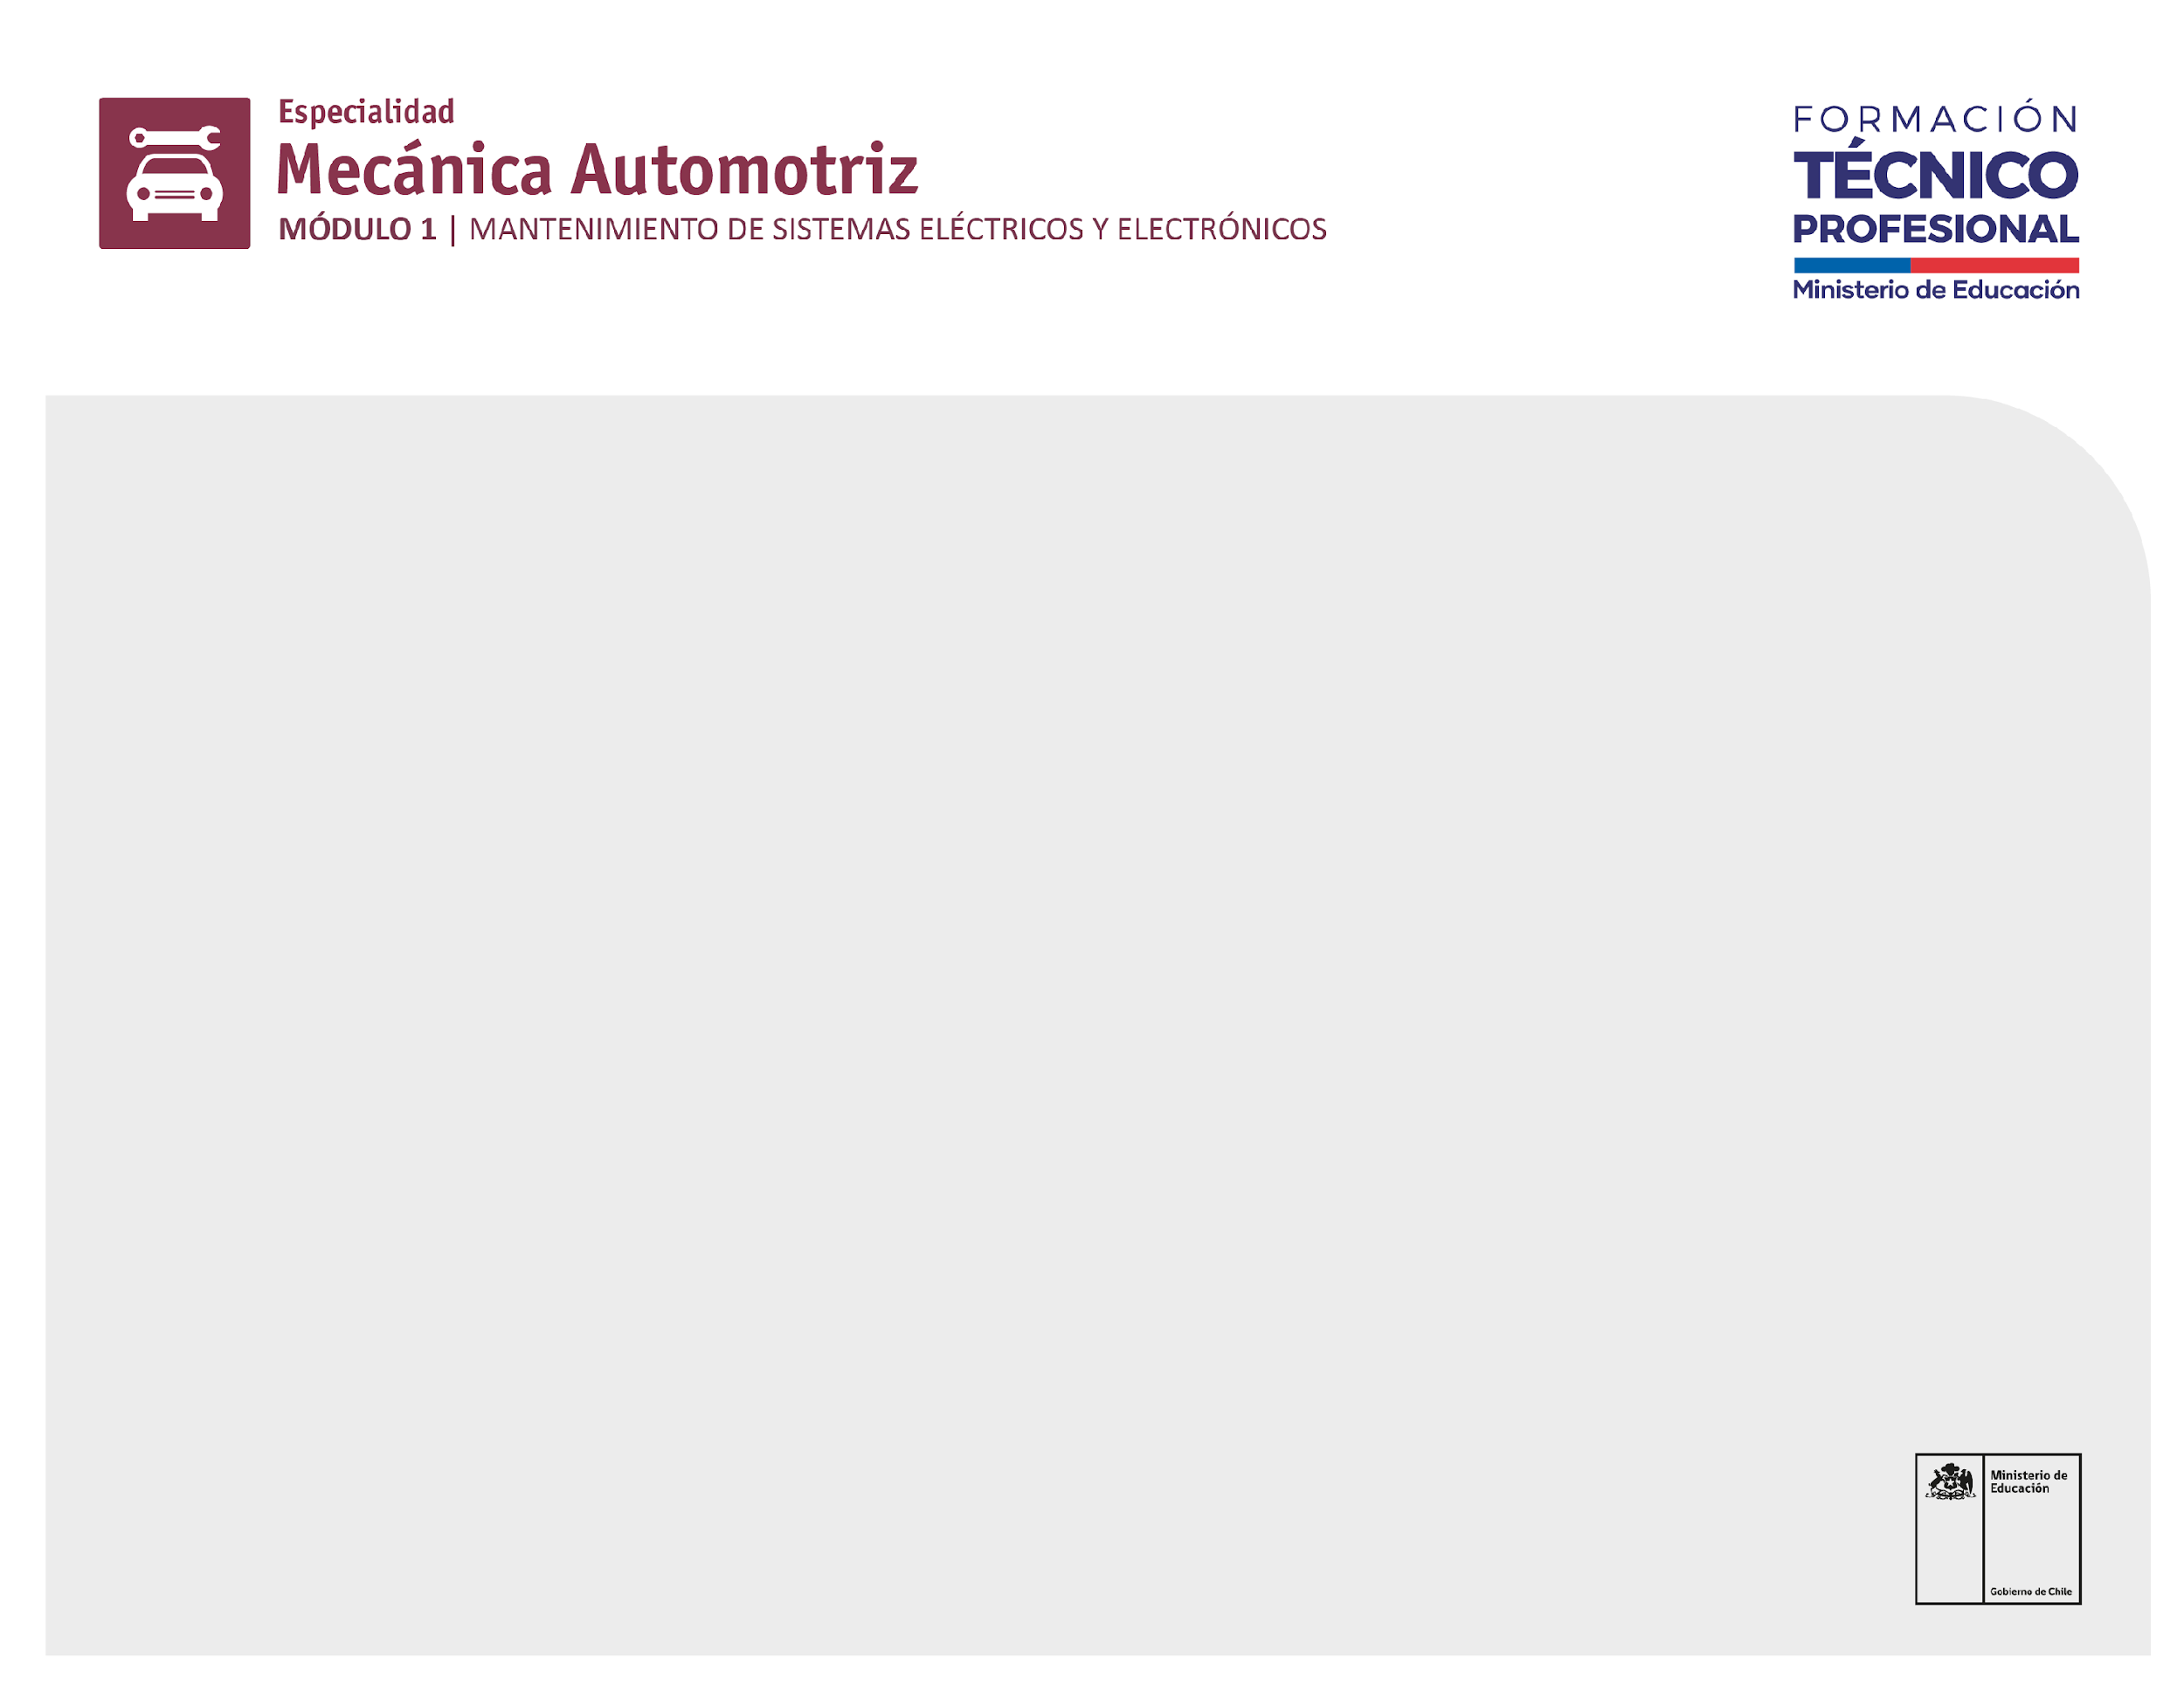 Especialidad
Mecánica Automotriz
MÓDULO 1 | MANTENIMIENTO DE SISTEMAS ELÉCTRICOS Y ELECTRÓNICOS
FORMACIÓN
TÉCNICO
PROFESIONAL
Ministerio de Educación
Ministerio de
Educación
Gobierno de Chile